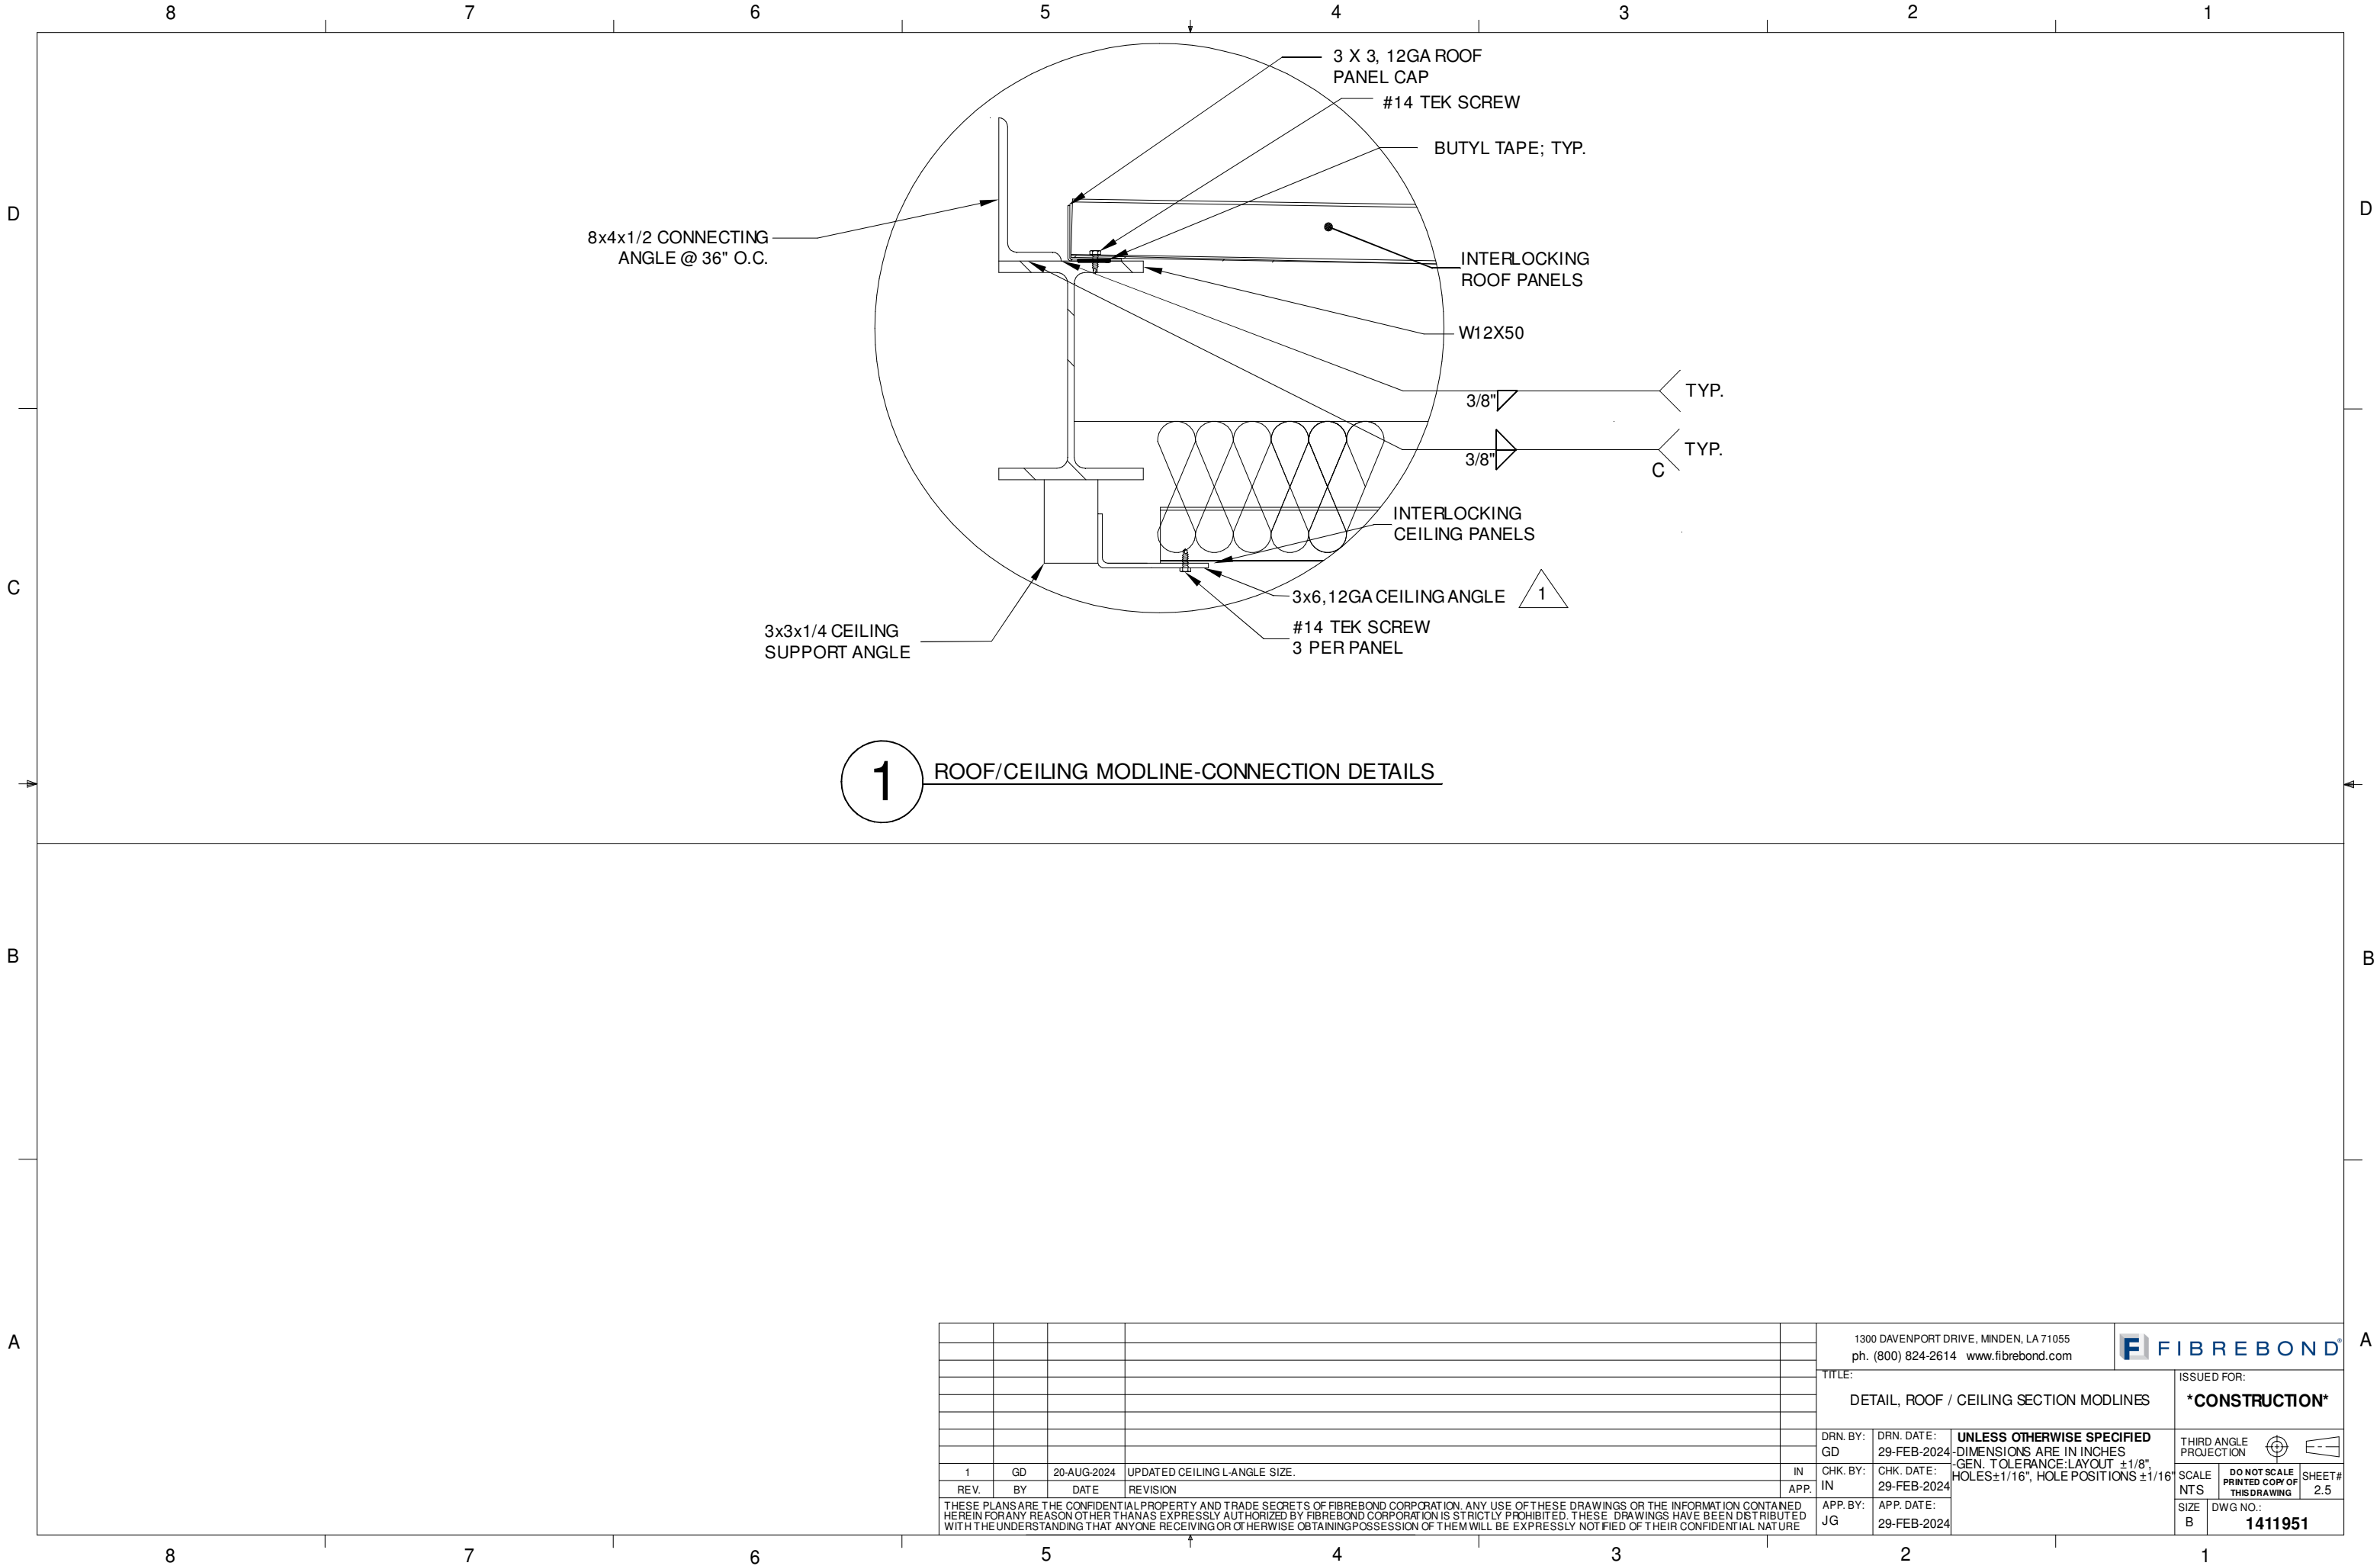 8 7 6 5 4 3 2 1
3 X 3, 12GA ROOF
PANEL CAP
#14 TEK SCREW
BUTYL TAPE; TYP.
D D
8x4x1/2 CONNECTING
ANGLE @ 36" O.C.
INTERLOCKING
ROOF PANELS
W12X50
3/8" TYP.
3/8" TYP.
C
INTERLOCKING
CEILING PANELS
C
3x6,12GA CEILING ANGLE 1
#14 TEK SCREW
3 PER PANEL
3x3x1/4 CEILING
SUPPORT ANGLE
1 ROOF/CEILING MODLINE-CONNECTION DETAILS
B B
A A
1300 DAVENPORT DRIVE, MINDEN, LA 71055
ph. (800) 824-2614 www.fibrebond.com
F FIBREBOND®
TITLE:
DETAIL, ROOF / CEILING SECTION MODLINES
ISSUED FOR:
*CONSTRUCTION*
DRN. BY: DRN. DATE:
GD 29-FEB-2024
CHK. BY: CHK. DATE:
IN 29-FEB-2024
APP. BY: APP. DATE:
JG 29-FEB-2024
UNLESS OTHERWISE SPECIFIED
-DIMENSIONS ARE IN INCHES
-GEN. TOLERANCE:LAYOUT ±1/8",
HOLES±1/16", HOLE POSITIONS ±1/16"
THIRD ANGLE
PROJECTION
SCALE
NTS
DO NOT SCALE
PRINTED COPY OF
THIS DRAWING
SHEET#
2.5
SIZE
B
DWG NO.:
1411951
1 GD 20-AUG-2024 UPDATED CEILING L-ANGLE SIZE. IN
REV. BY DATE REVISION APP.
THESE PLANS ARE THE CONFIDENTIAL PROPERTY AND TRADE SECRETS OF FIBREBOND CORPORATION. ANY USE OF THESE DRAWINGS OR THE INFORMATION CONTAINED
HEREIN FOR ANY REASON OTHER THAN AS EXPRESSLY AUTHORIZED BY FIBREBOND CORPORATION IS STRICTLY PROHIBITED. THESE DRAWINGS HAVE BEEN DISTRIBUTED
WITH THE UNDERSTANDING THAT ANYONE RECEIVING OR OTHERWISE OBTAINING POSSESSION OF THEM WILL BE EXPRESSLY NOTIFIED OF THEIR CONFIDENTIAL NATURE
8 7 6 5 4 3 2 1